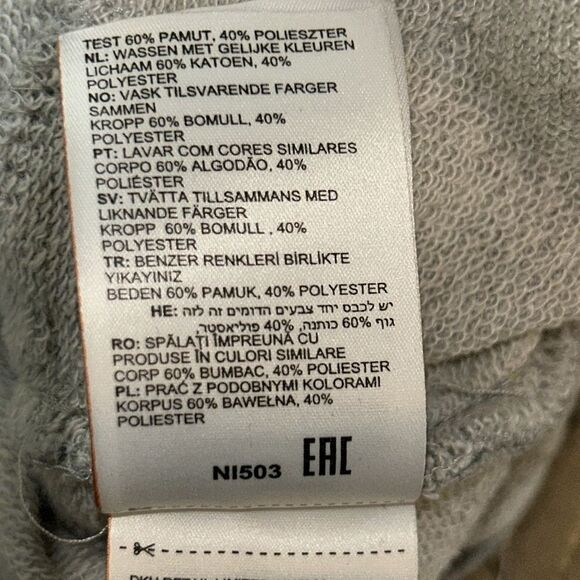 TEST 60% PAMUT, 40% POLIESZTER
NL: WASSEN MET GELIJKE KLEUREN
LICHAAM 60% KATOEN, 40%
POLYESTER
NO: VASK TILSVARENDE FARGER
SAMMEN
KROPP 60% BOMULL, 40%
POLYESTER
PT: LAVAR COM CORES SIMILARES
CORPO 60% ALGODÃO, 40%
POLIÉSTER
SV: TVÄTTA TILLSAMMANS MED
LIKNANDE FÄRGER
KROPP 60% BOMULL , 40%
POLYESTER
TR: BENZER RENKLERİ BİRLİKTE
YIKAYINIZ
BEDEN 60% PAMUK, 40% POLYESTER
HE: יש לכבס יחד צבעים הדומים זה לזה
גוף 60% כותנה, 40% פוליאסטר,
RO: SPĂLAȚI ÎMPREUNĂ CU
PRODUSE ÎN CULORI SIMILARE
CORP 60% BUMBAC, 40% POLIESTER
PL: PRAĆ Z PODOBNYMI KOLORAMI
KORPUS 60% BAWEŁNA, 40%
POLIESTER
NI503 EAC